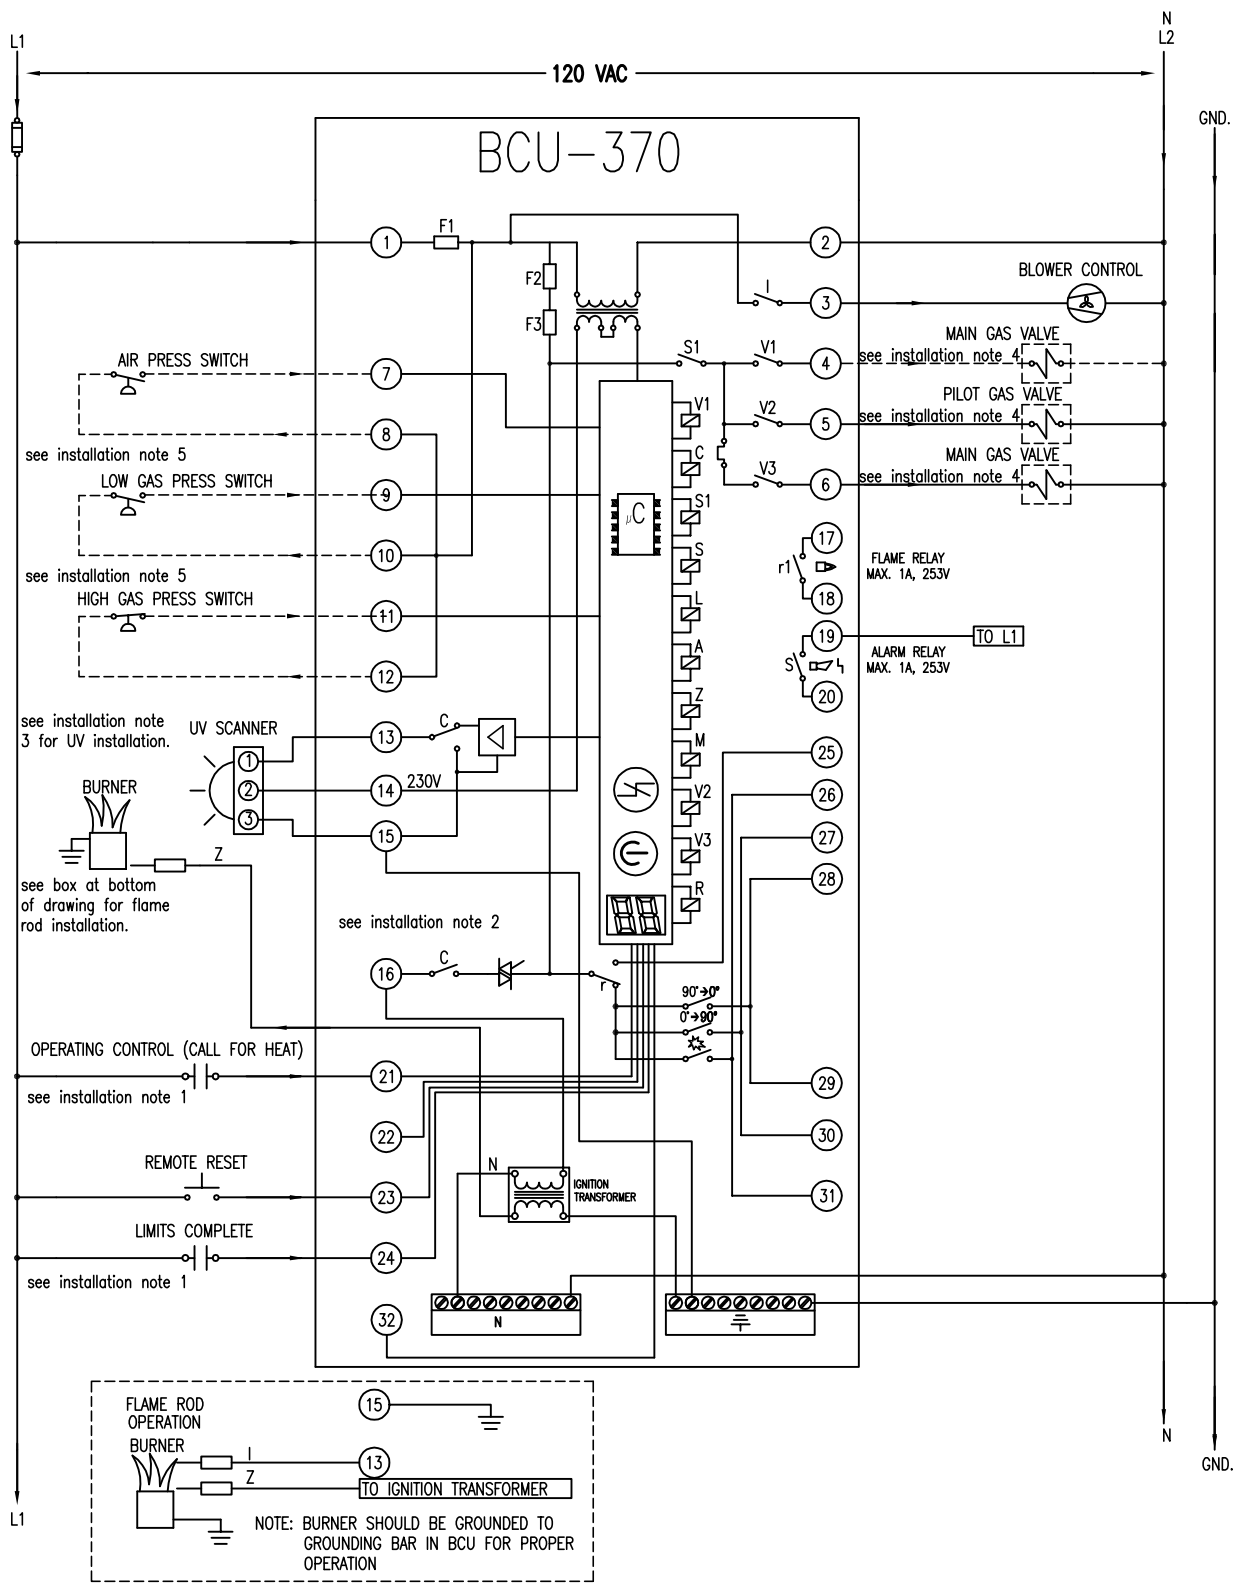 N
L1
L2
120 VAC
GND.
BCU-370
F1
1
2
BLOWER CONTROL
F2
I
3
F3
MAIN GAS VALVE
AIR PRESS SWITCH
S1
V1
4
see installation note 4
7
PILOT GAS VALVE
V1
V2
5
see installation note 4
8
see installation note 5
C
MAIN GAS VALVE
LOW GAS PRESS SWITCH
V3
6
see installation note 4
9
S1
µC
17
10
S
r1
FLAME RELAY
MAX. 1A, 253V
see installation note 5
HIGH GAS PRESS SWITCH
18
L
11
19
TO L1
A
S
ALARM RELAY
MAX. 1A, 253V
12
20
Z
see installation note
3 for UV installation.
UV SCANNER
C
13
M
25
1
BURNER
2
14
230V
V2
26
3
15
27
Z
V3
28
see box at bottom
of drawing for flame
rod installation.
R
88
see installation note 2
16
C
r
90°→0°
0°→90°
OPERATING CONTROL (CALL FOR HEAT)
21
29
see installation note 1
22
30
REMOTE RESET
N
IGNITION
TRANSFORMER
23
31
LIMITS COMPLETE
24
see installation note 1
32
N
FLAME ROD
OPERATION
15
BURNER
I
13
N
Z
TO IGNITION TRANSFORMER
GND.
L1
NOTE: BURNER SHOULD BE GROUNDED TO
GROUNDING BAR IN BCU FOR PROPER
OPERATION